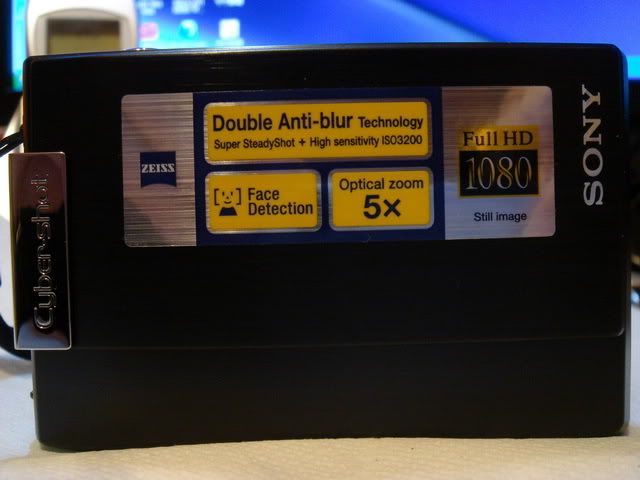 ZEISS
Double Anti-blur Technology
Super SteadyShot + High sensitivity ISO3200
Face
Detection
Optical zoom
5×
Full HD
1080
Still image
SONY
Cyber-shot